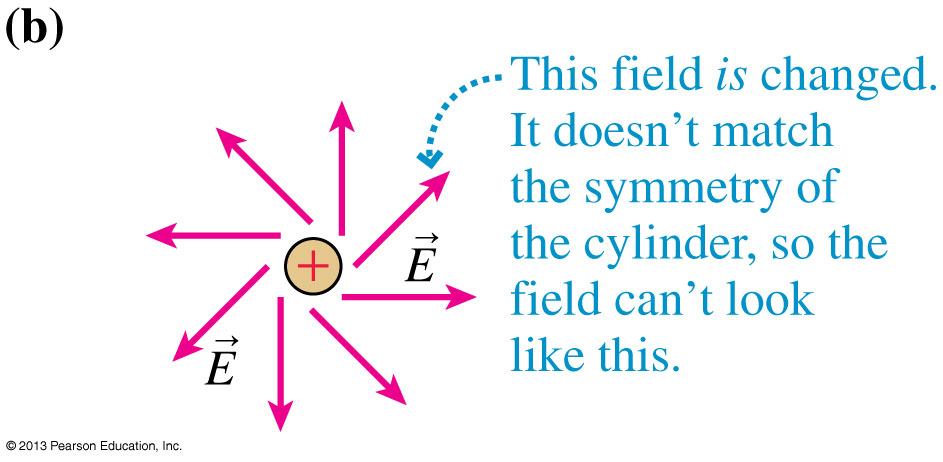 (b)
This field is changed.
It doesn’t match
the symmetry of
the cylinder, so the
field can’t look
like this.
+
E⃗
E⃗
© 2013 Pearson Education, Inc.